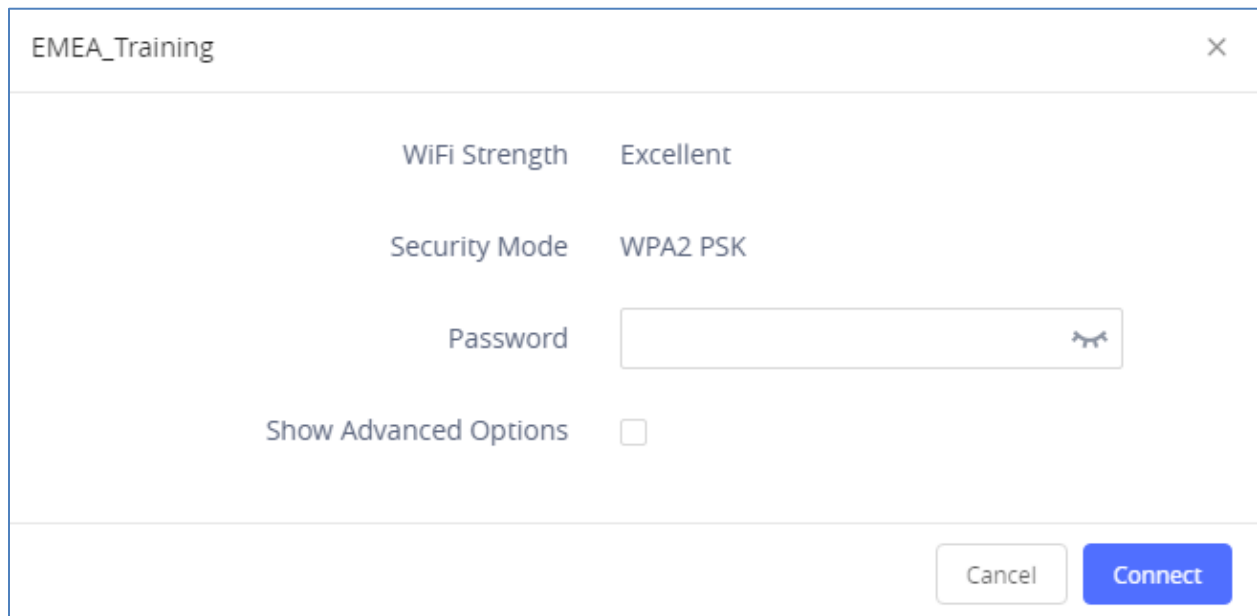 EMEA_Training
WiFi Strength Excellent
Security Mode WPA2 PSK
Password
Show Advanced Options
Cancel Connect